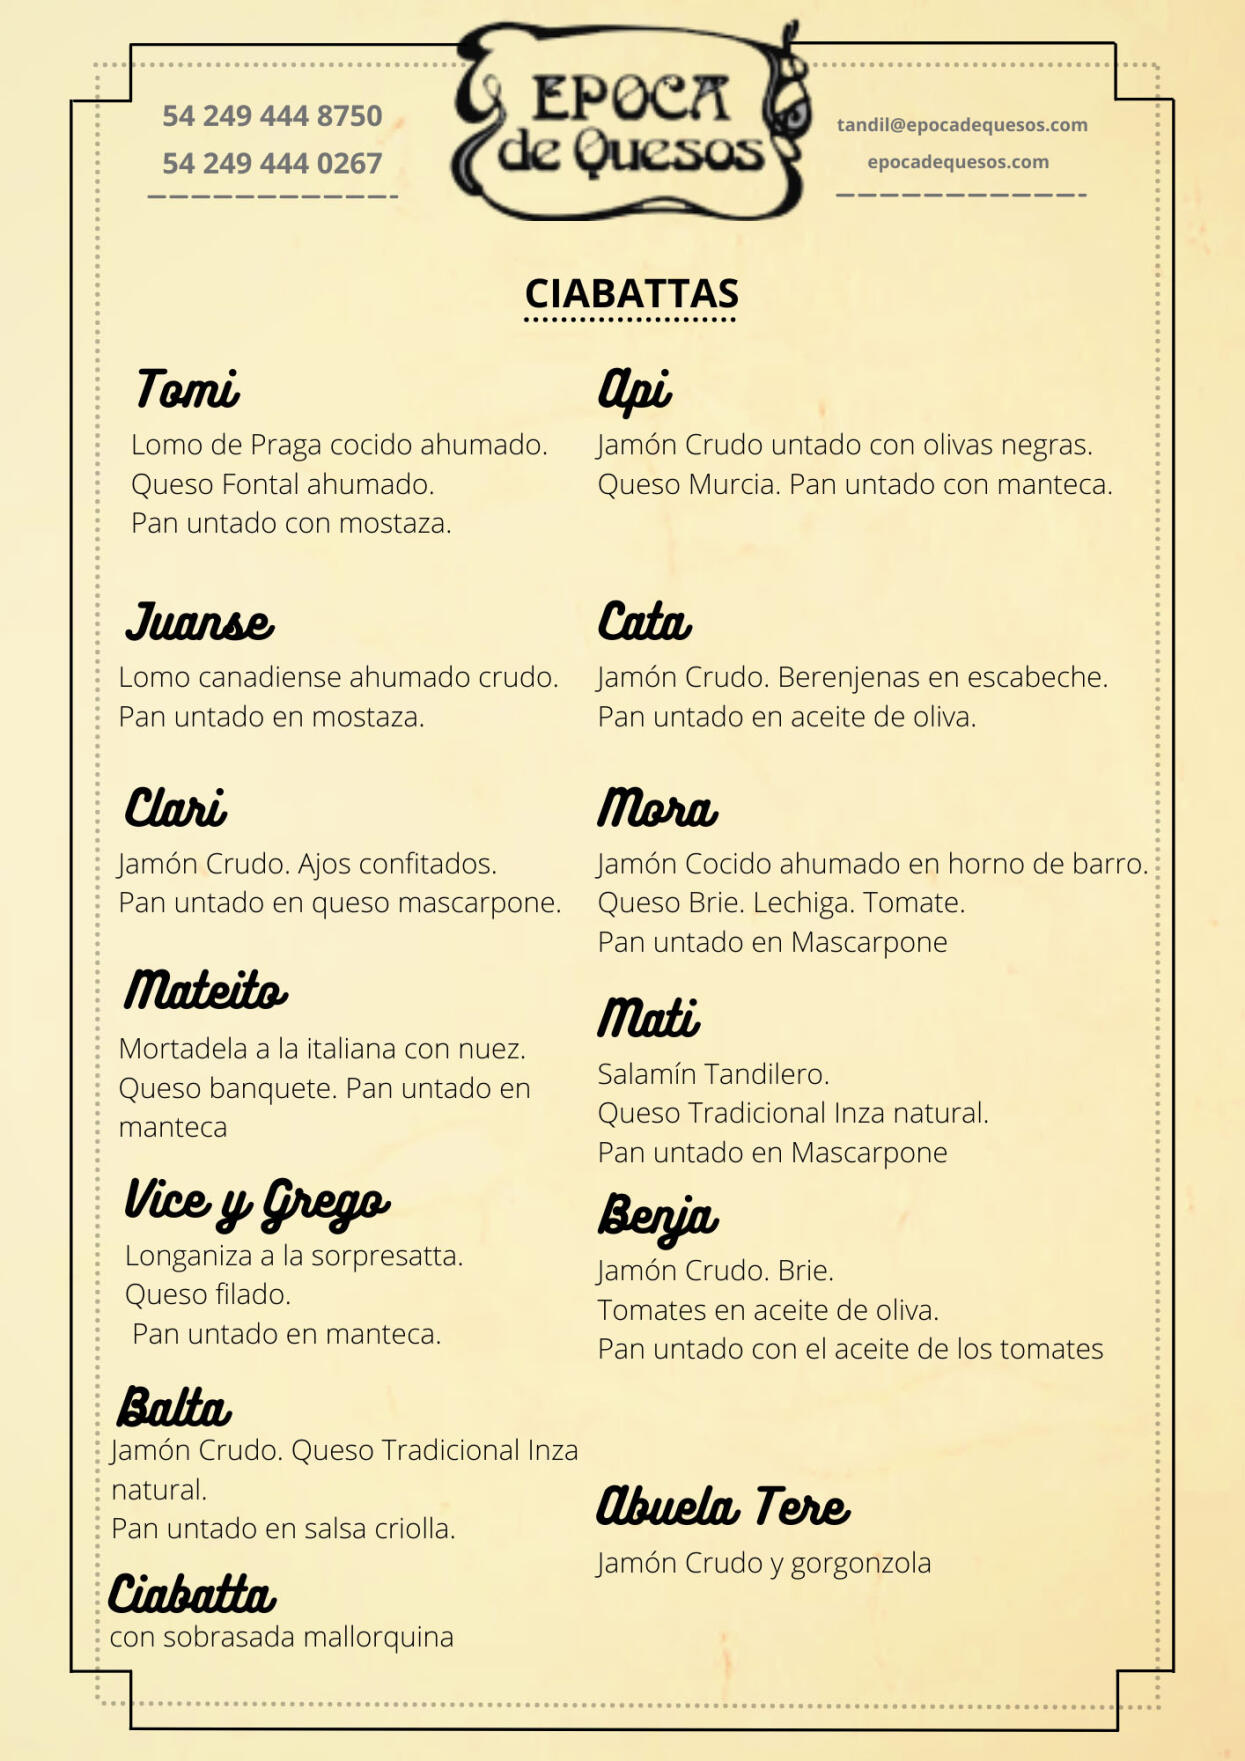 54 249 444 8750
54 249 444 0267
EPOCA
de Quesos
tandil@epocadequesos.com
epocadequesos.com
CIABATTAS
Tomi
Lomo de Praga cocido ahumado.
Queso Fontal ahumado.
Pan untado con mostaza.
Api
Jamón Crudo untado con olivas negras.
Queso Murcia. Pan untado con manteca.
Juanse
Lomo canadiense ahumado crudo.
Pan untado en mostaza.
Cata
Jamón Crudo. Berenjenas en escabeche.
Pan untado en aceite de oliva.
Clari
Jamón Crudo. Ajos confitados.
Pan untado en queso mascarpone.
Mora
Jamón Cocido ahumado en horno de barro.
Queso Brie. Lechiga. Tomate.
Pan untado en Mascarpone
Mateito
Mortadela a la italiana con nuez.
Queso banquete. Pan untado en
manteca
Mati
Salamín Tandilero.
Queso Tradicional Inza natural.
Pan untado en Mascarpone
Vice y Grego
Longaniza a la sorpresatta.
Queso filado.
Pan untado en manteca.
Benja
Jamón Crudo. Brie.
Tomates en aceite de oliva.
Pan untado con el aceite de los tomates
Balta
Jamón Crudo. Queso Tradicional Inza
natural.
Pan untado en salsa criolla.
Abuela Tere
Jamón Crudo y gorgonzola
Ciabatta
con sobrasada mallorquina